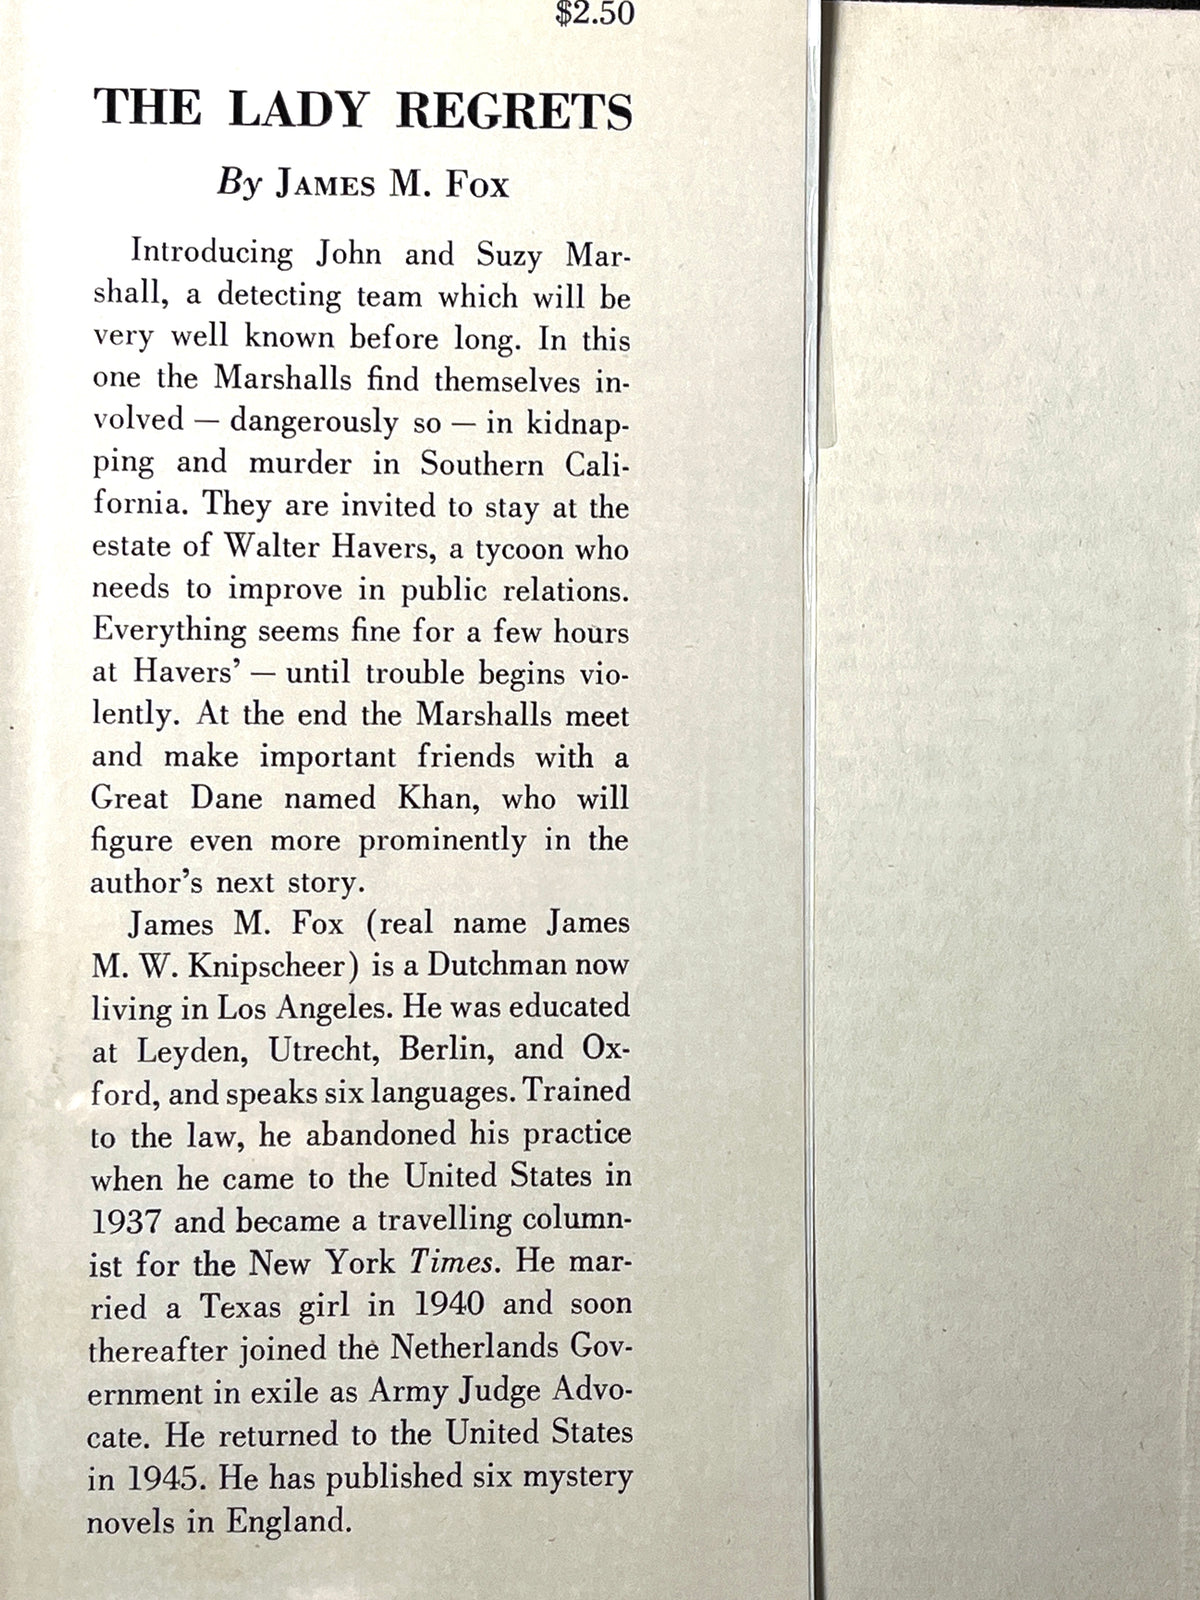 $2.50
THE LADY REGRETS
By JAMES M. FOX
Introducing John and Suzy Mar-
shall, a detecting team which will be
very well known before long. In this
one the Marshalls find themselves in-
volved — dangerously so — in kidnap-
ping and murder in Southern Cali-
fornia. They are invited to stay at the
estate of Walter Havers, a tycoon who
needs to improve in public relations.
Everything seems fine for a few hours
at Havers’ — until trouble begins vio-
lently. At the end the Marshalls meet
and make important friends with a
Great Dane named Khan, who will
figure even more prominently in the
author’s next story.
James M. Fox (real name James
M. W. Knipscheer) is a Dutchman now
living in Los Angeles. He was educated
at Leyden, Utrecht, Berlin, and Ox-
ford, and speaks six languages. Trained
to the law, he abandoned his practice
when he came to the United States in
1937 and became a travelling column-
ist for the New York Times. He mar-
ried a Texas girl in 1940 and soon
thereafter joined the Netherlands Gov-
ernment in exile as Army Judge Advo-
cate. He returned to the United States
in 1945. He has published six mystery
novels in England.